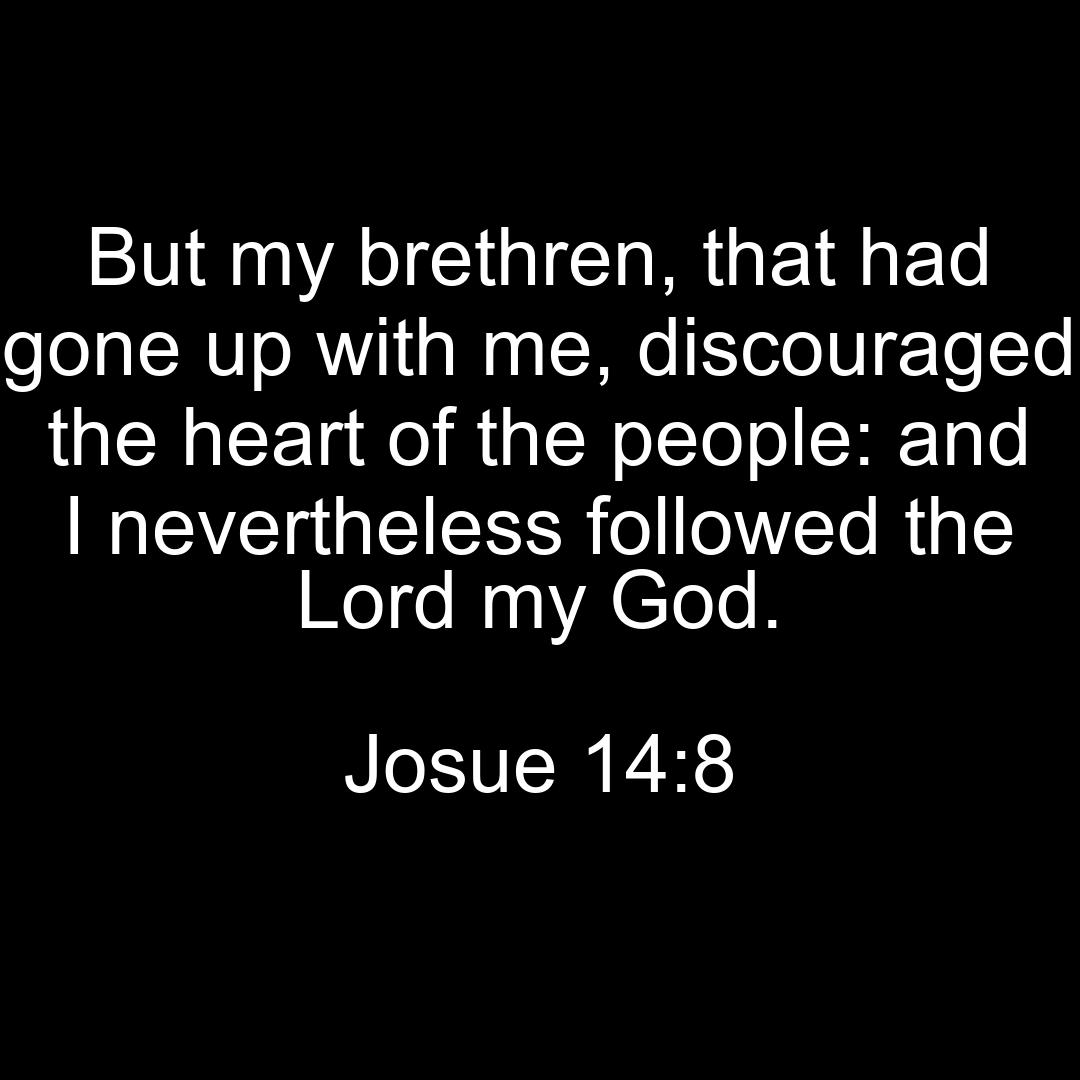 But my brethren, that had
gone up with me, discouraged
the heart of the people: and
I nevertheless followed the
Lord my God.
Josue 14:8